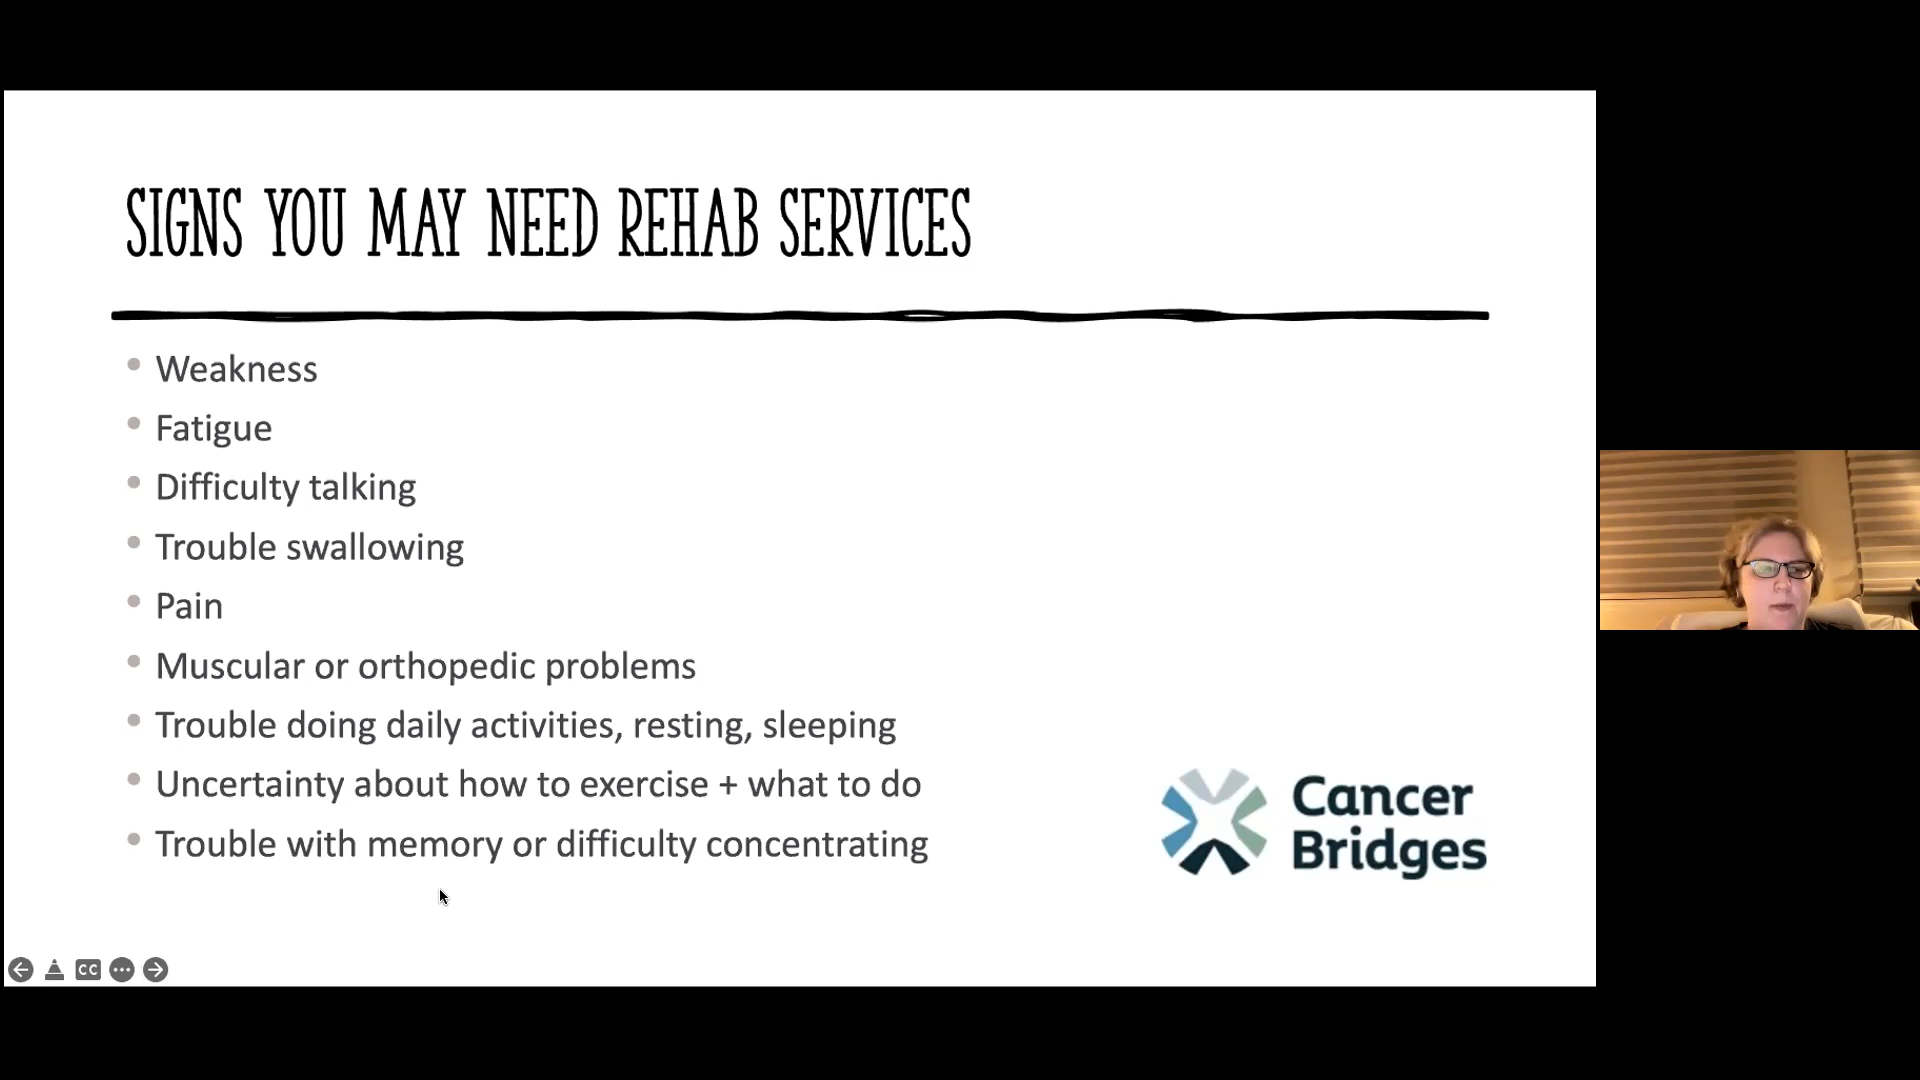 SIGNS YOU MAY NEED REHAB SERVICES
• Weakness
• Fatigue
• Difficulty talking
• Trouble swallowing
• Pain
• Muscular or orthopedic problems
• Trouble doing daily activities, resting, sleeping
• Uncertainty about how to exercise + what to do
• Trouble with memory or difficulty concentrating
Cancer
Bridges
CC